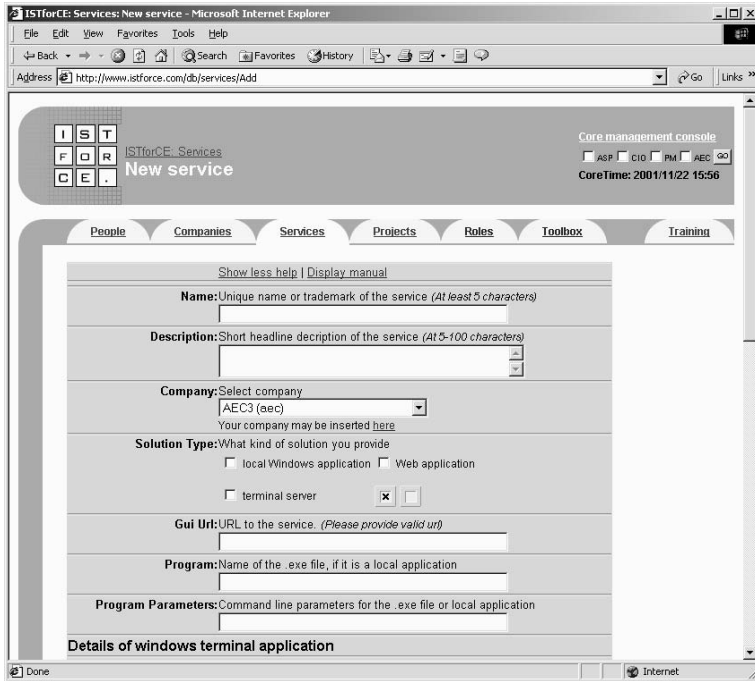 ISTforCE: Services: New service - Microsoft Internet Explorer
File Edit View Favorites Tools Help
Back Search Favorites History
Address http://www.istforce.com/db/services/Add Go Links »
IST
FOR
CE.
ISTforCE: Services
New service
Core management console
ASP CIO PM AEC GO
CoreTime: 2001/11/22 15:56
People Companies Services Projects Roles Toolbox Training
Show less help | Display manual
Name: Unique name or trademark of the service (At least 5 characters)
Description: Short headline decription of the service (At 5-100 characters)
Company: Select company
AEC3 (aec)
Your company may be inserted here
Solution Type: What kind of solution you provide
local Windows application Web application
terminal server
Gui Url: URL to the service. (Please provide valid url)
Program: Name of the .exe file, if it is a local application
Program Parameters: Command line parameters for the .exe file or local application
Details of windows terminal application
Done Internet